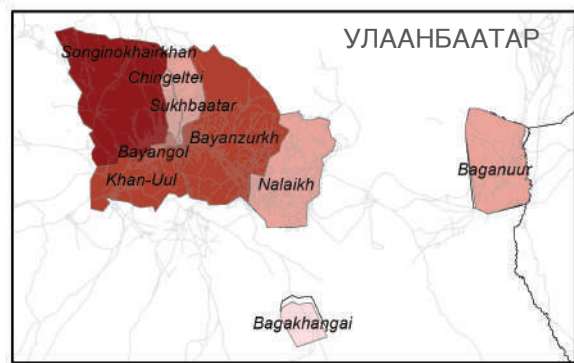 УЛААНБААТАР
Songinokhairkhan
Chingeltei
Sukhbaatar
Bayanzurkh
Bayangol
Khan-Uul
Nalaikh
Baganuur
Bagakhangai